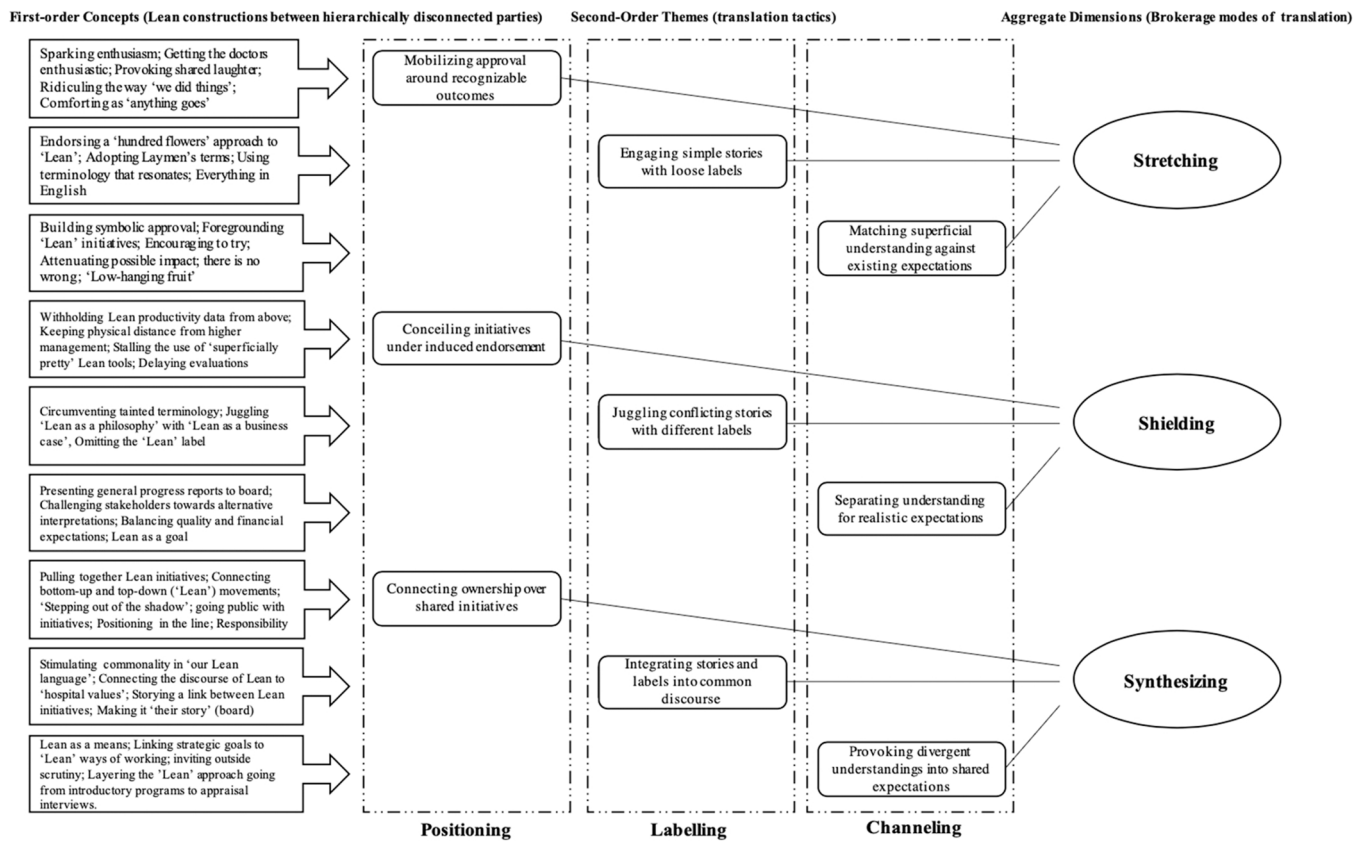 First-order Concepts (Lean constructions between hierarchically disconnected parties)
Second-Order Themes (translation tactics)
Aggregate Dimensions (Brokerage modes of translation)
Sparking enthusiasm; Getting the doctors
enthusiastic; Provoking shared laughter;
Ridiculing the way 'we did things';
Comforting as 'anything goes'
Mobilizing approval
around recognizable
outcomes
Endorsing a 'hundred flowers' approach to
'Lean'; Adopting Laymen's terms; Using
terminology that resonates; Everything in
English
Engaging simple stories
with loose labels
Stretching
Building symbolic approval; Foregrounding
'Lean' initiatives; Encouraging to try;
Attenuating possible impact; there is no
wrong; 'Low-hanging fruit'
Matching superficial
understanding against
existing expectations
Withholding Lean productivity data from above;
Keeping physical distance from higher
management; Stalling the use of 'superficially
pretty' Lean tools; Delaying evaluations
Conceiling initiatives
under induced endorsement
Circumventing tainted terminology; Juggling
'Lean as a philosophy' with 'Lean as a business
case', Omitting the 'Lean' label
Juggling conflicting stories
with different labels
Shielding
Presenting general progress reports to board;
Challenging stakeholders towards alternative
interpretations; Balancing quality and financial
expectations; Lean as a goal
Separating understanding
for realistic expectations
Pulling together Lean initiatives; Connecting
bottom-up and top-down ('Lean') movements;
'Stepping out of the shadow'; going public with
initiatives; Positioning in the line; Responsibility
Connecting ownership over
shared initiatives
Stimulating commonality in 'our Lean
language'; Connecting the discourse of Lean to
'hospital values'; Storying a link between Lean
initiatives; Making it 'their story' (board)
Integrating stories and
labels into common
discourse
Synthesizing
Lean as a means; Linking strategic goals to
'Lean' ways of working; inviting outside
scrutiny; Layering the 'Lean' approach going
from introductory programs to appraisal
interviews.
Provoking divergent
understandings into shared
expectations
Positioning
Labelling
Channeling